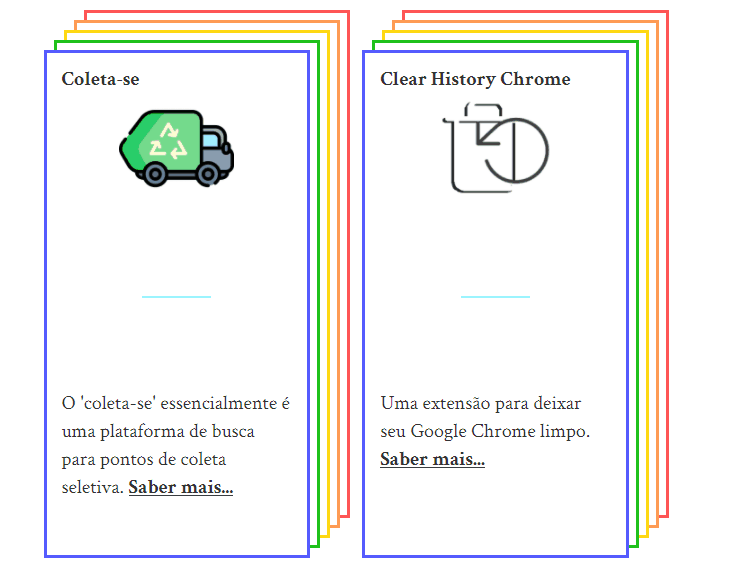 Coleta-se
O 'coleta-se' essencialmente é
uma plataforma de busca
para pontos de coleta
seletiva. Saber mais...
Clear History Chrome
Uma extensão para deixar
seu Google Chrome limpo.
Saber mais...